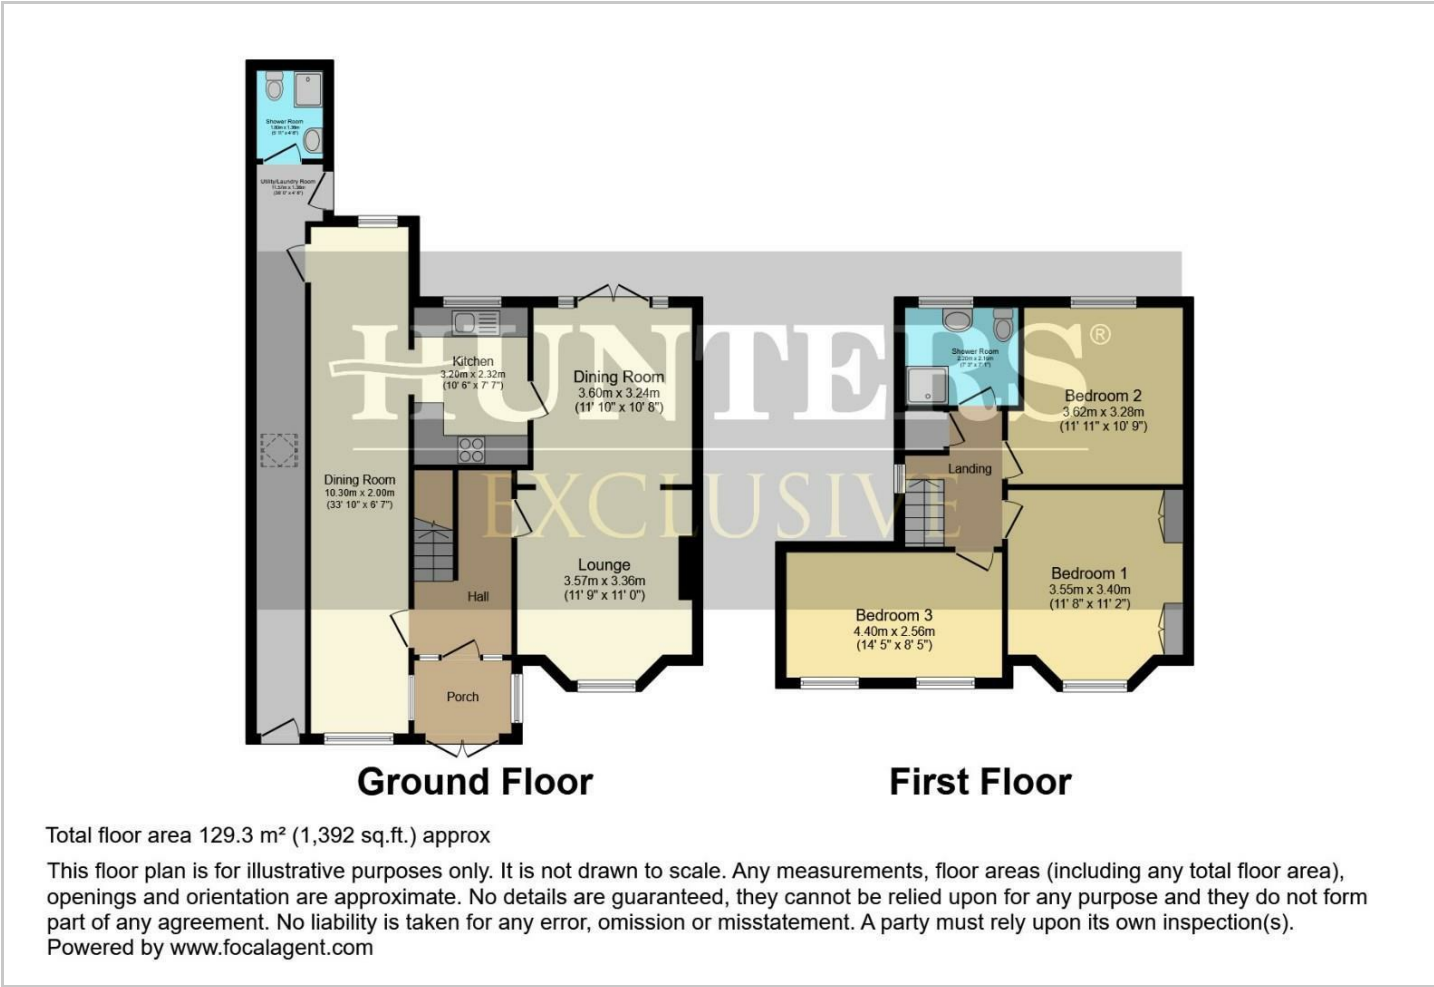 Shower Room
Utility/Laundry Room
Kitchen
3.20m x 2.32m
(10' 6" x 7' 7")
Dining Room
3.60m x 3.24m
(11' 10" x 10' 8")
Dining Room
10.30m x 2.00m
(33' 10" x 6' 7")
Lounge
3.57m x 3.36m
(11' 9" x 11' 0")
Hall
Porch
Ground Floor
Shower Room
Landing
Bedroom 2
3.62m x 3.28m
(11' 11" x 10' 9")
Bedroom 1
3.55m x 3.40m
(11' 8" x 11' 2")
Bedroom 3
4.40m x 2.56m
(14' 5" x 8' 5")
First Floor
HUNTERS®
EXCLUSIVE
Total floor area 129.3 m² (1,392 sq.ft.) approx
This floor plan is for illustrative purposes only. It is not drawn to scale. Any measurements, floor areas (including any total floor area),
openings and orientation are approximate. No details are guaranteed, they cannot be relied upon for any purpose and they do not form
part of any agreement. No liability is taken for any error, omission or misstatement. A party must rely upon its own inspection(s).
Powered by www.focalagent.com